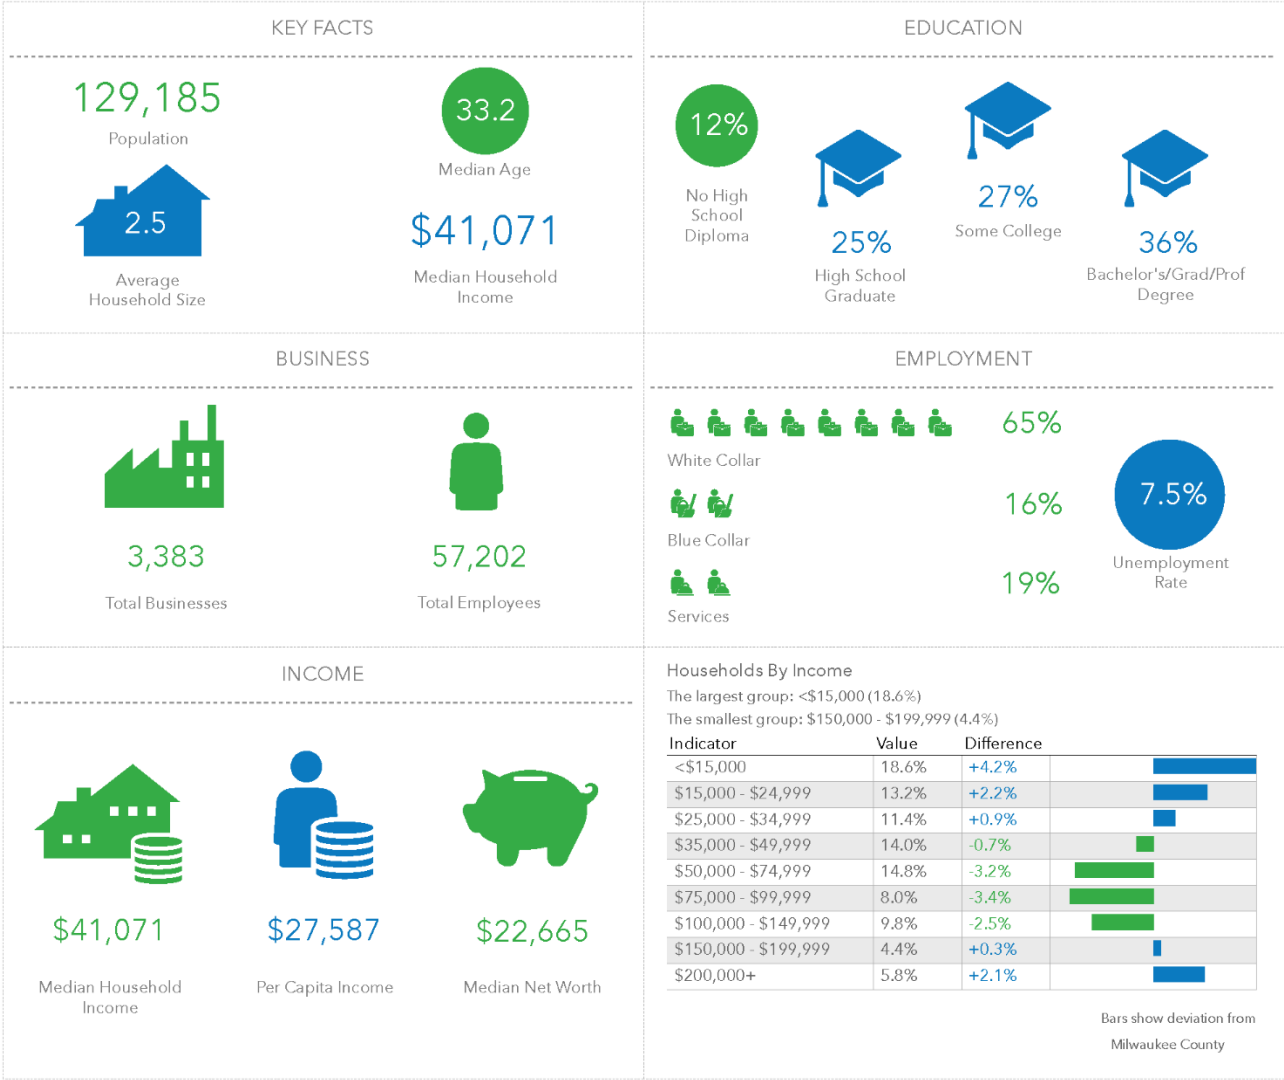 KEY FACTS
129,185
Population
33.2
Median Age
2.5
Average
Household Size
$41,071
Median Household
Income
EDUCATION
12%
No High
School
Diploma
25%
High School
Graduate
27%
Some College
36%
Bachelor's/Grad/Prof
Degree
BUSINESS
3,383
Total Businesses
57,202
Total Employees
EMPLOYMENT
65%
White Collar
16%
Blue Collar
19%
Services
7.5%
Unemployment
Rate
INCOME
$41,071
Median Household
Income
$27,587
Per Capita Income
$22,665
Median Net Worth
Households By Income
The largest group: <$15,000 (18.6%)
The smallest group: $150,000 - $199,999 (4.4%)
Indicator Value Difference
<$15,000 18.6% +4.2%
$15,000 - $24,999 13.2% +2.2%
$25,000 - $34,999 11.4% +0.9%
$35,000 - $49,999 14.0% -0.7%
$50,000 - $74,999 14.8% -3.2%
$75,000 - $99,999 8.0% -3.4%
$100,000 - $149,999 9.8% -2.5%
$150,000 - $199,999 4.4% +0.3%
$200,000+ 5.8% +2.1%
Bars show deviation from
Milwaukee County